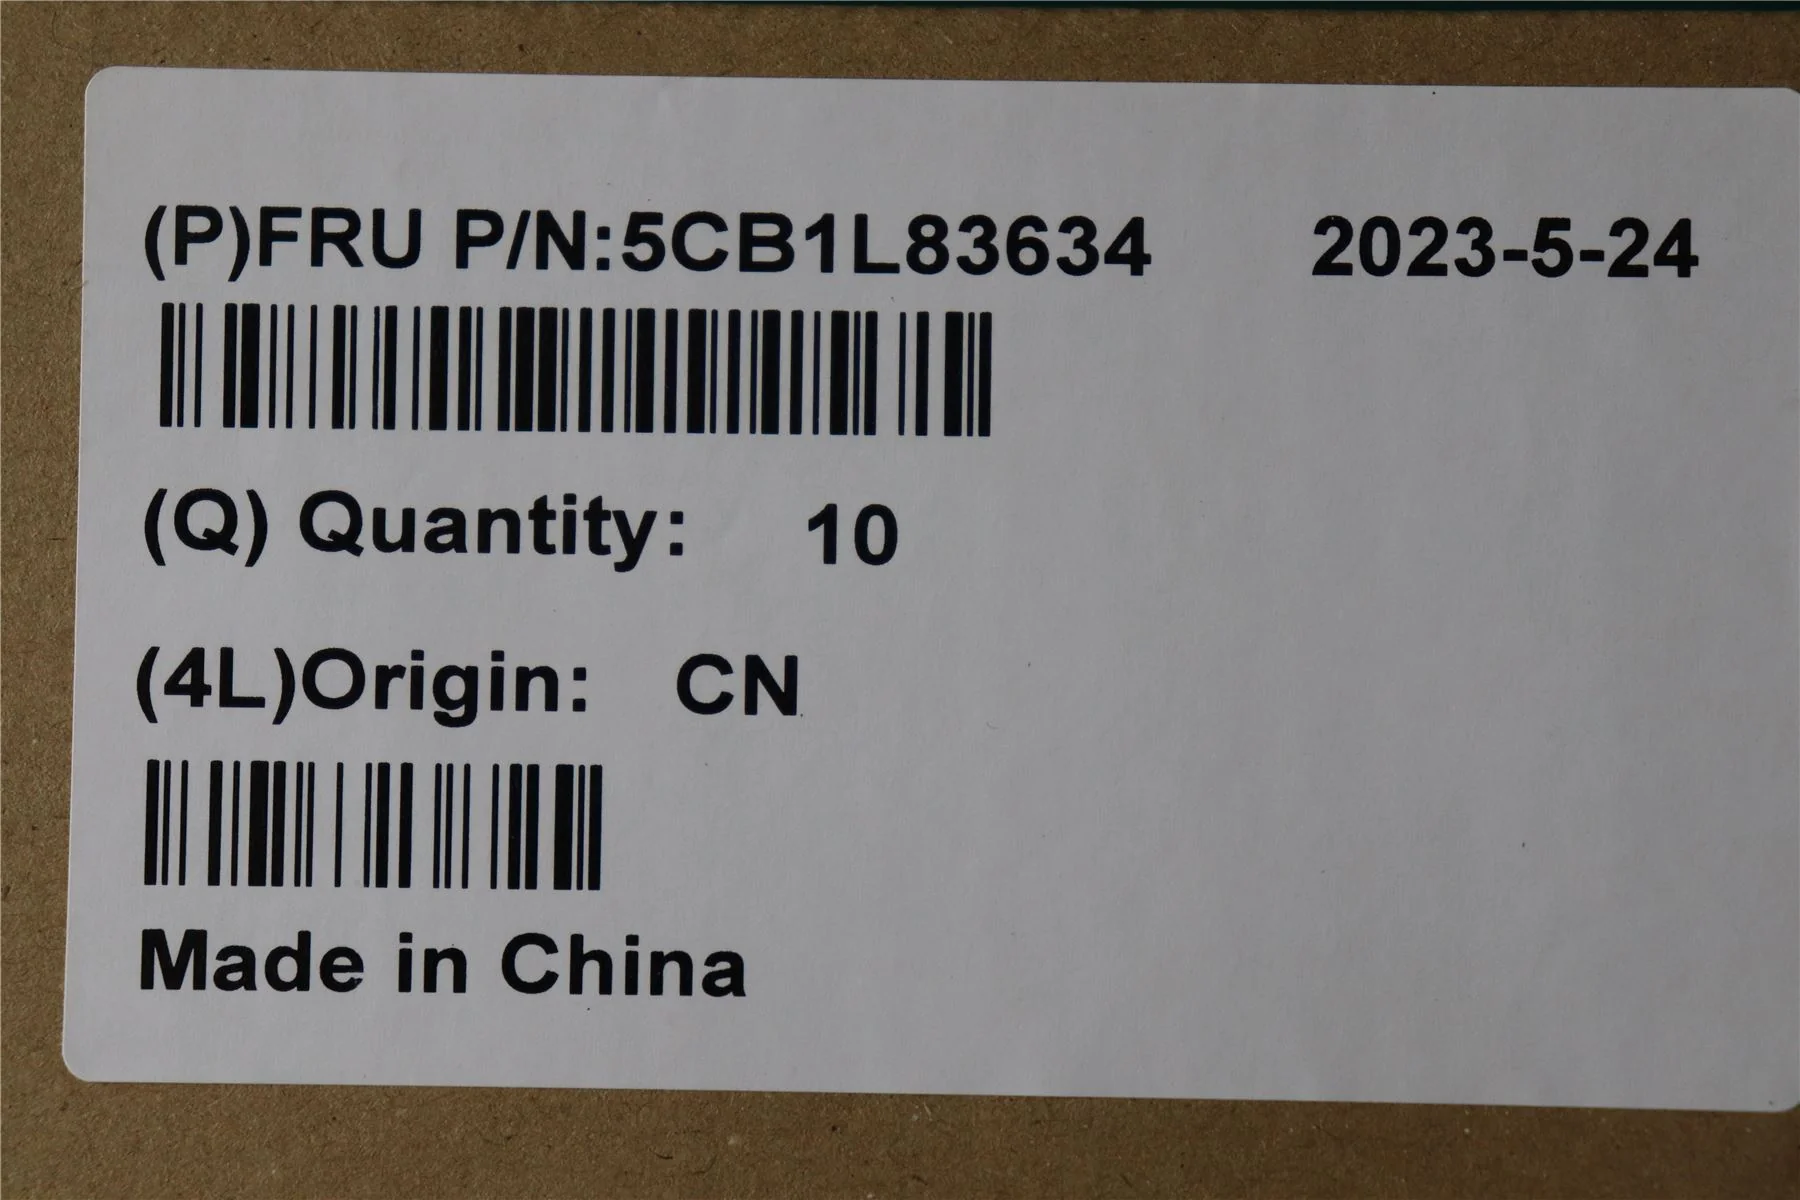 (P)FRU P/N:5CB1L83634 2023-5-24
(Q) Quantity: 10
(4L)Origin: CN
Made in China